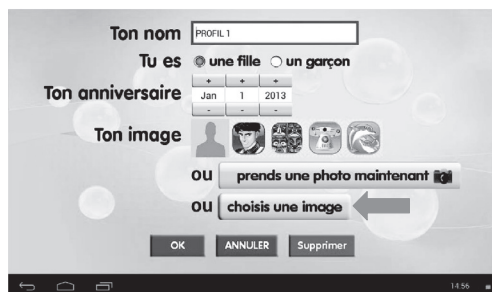 Ton nom PROFIL 1
Tu es une fille un garçon
+ + +
Ton anniversaire Jan 1 2013
- - -
Ton image
ou prends une photo maintenant
ou choisis une image
OK ANNULER Supprimer
14:56